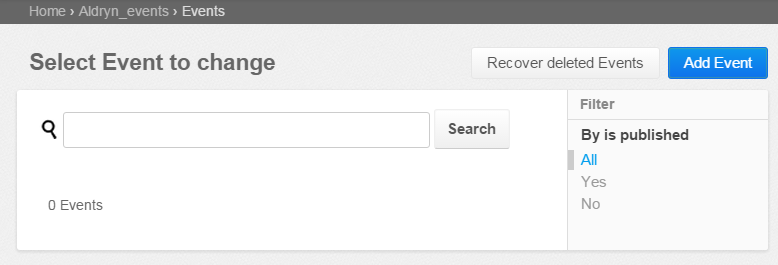 Home › Aldryn_events › Events
Select Event to change
Recover deleted Events
Add Event
Search
0 Events
Filter
By is published
All
Yes
No